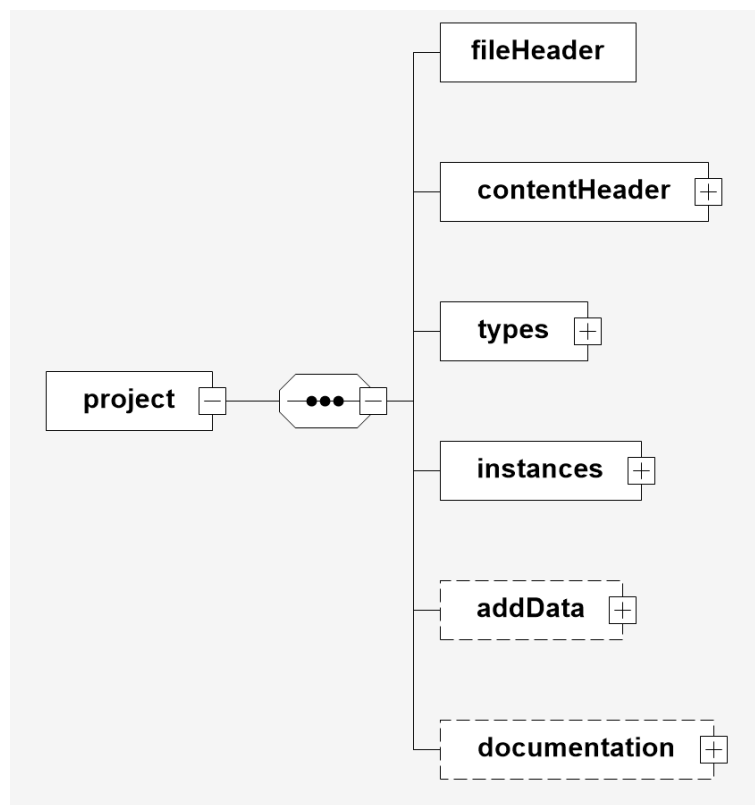 fileHeader
contentHeader
types
project
instances
addData
documentation